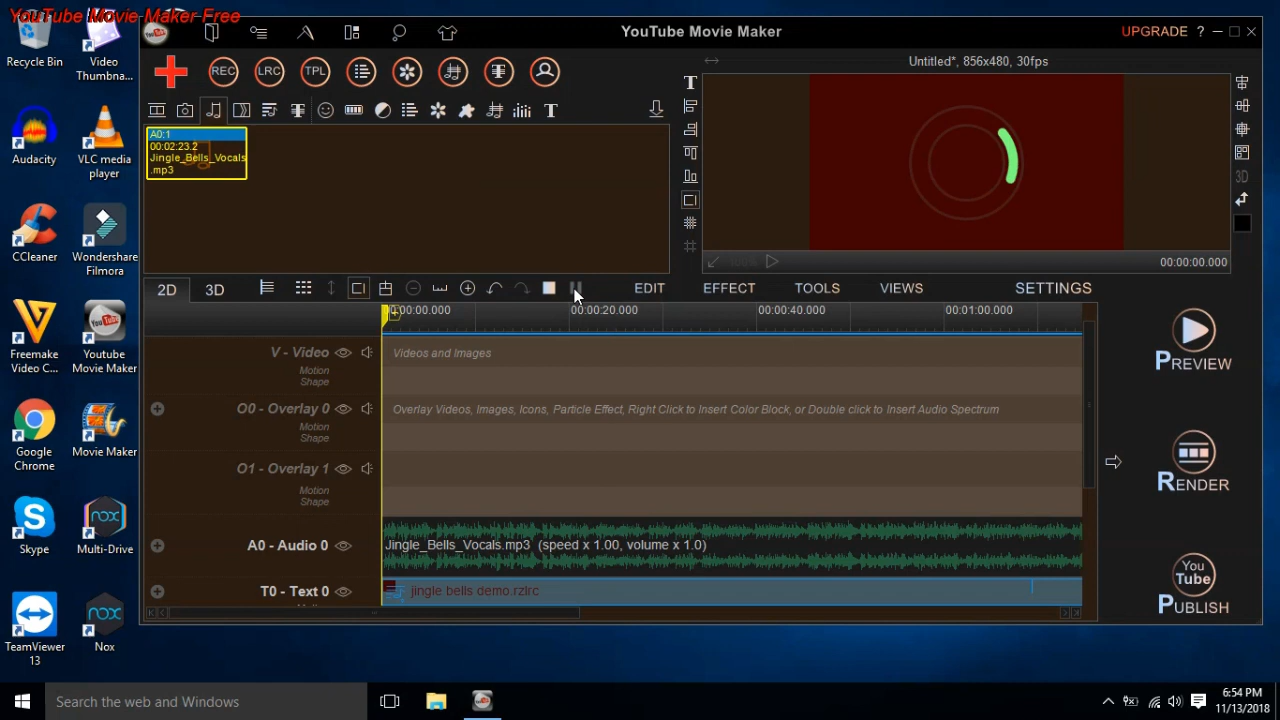 YouTube Movie Maker Free
YouTube Movie Maker
UPGRADE ?
Recycle Bin
Video
Thumbna...
Audacity
VLC media
player
CCleaner
Wondershare
Filmora
Freemake
Video C...
Youtube
Movie Maker
Google
Chrome
Movie Maker
Skype
nox
Multi-Drive
TeamViewer
13
nox
Nox
REC
LRC
TPL
T
A0:1
00:02:23.2
Jingle_Bells_Vocals
.mp3
Untitled*, 856x480, 30fps
T
3D
100%
00:00:00.000
2D
3D
EDIT
EFFECT
TOOLS
VIEWS
SETTINGS
00:00:00.000
00:00:20.000
00:00:40.000
00:01:00.000
V - Video
Motion
Shape
Videos and Images
O0 - Overlay 0
Motion
Shape
Overlay Videos, Images, Icons, Particle Effect, Right Click to Insert Color Block, or Double click to Insert Audio Spectrum
O1 - Overlay 1
Motion
Shape
A0 - Audio 0
Jingle_Bells_Vocals.mp3 (speed x 1.00, volume x 1.0)
T0 - Text 0
jingle bells demo.rzlrc
PREVIEW
RENDER
You
Tube
PUBLISH
Search the web and Windows
6:54 PM
11/13/2018